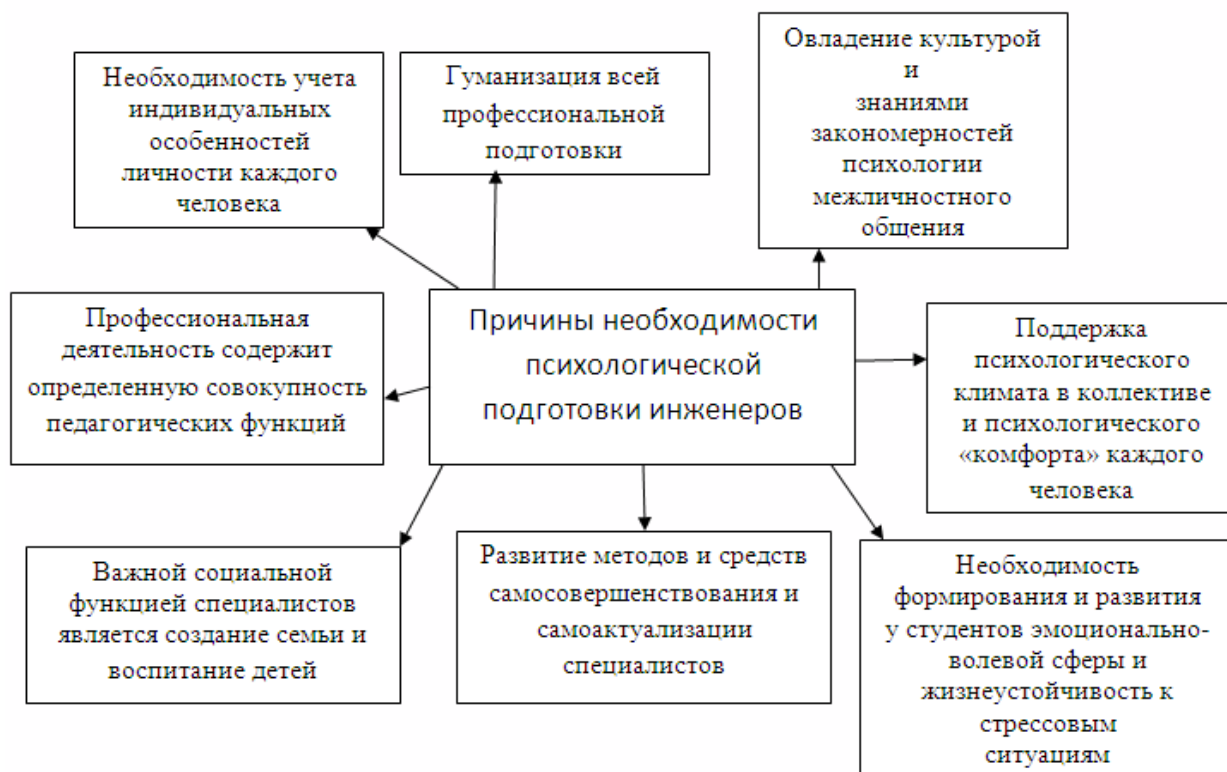 Необходимость учета
индивидуальных
особенностей
личности каждого
человека
Гуманизация всей
профессиональной
подготовки
Овладение культурой
и
знаниями
закономерностей
психологии
межличностного
общения
Профессиональная
деятельность содержит
определенную совокупность
педагогических функций
Причины необходимости
психологической
подготовки инженеров
Поддержка
психологического
климата в коллективе
и психологического
«комфорта» каждого
человека
Важной социальной
функцией специалистов
является создание семьи и
воспитание детей
Развитие методов и средств
самосовершенствования и
самоактуализации
специалистов
Необходимость
формирования и развития
у студентов эмоционально-
волевой сферы и
жизнеустойчивость к
стрессовым
ситуациям